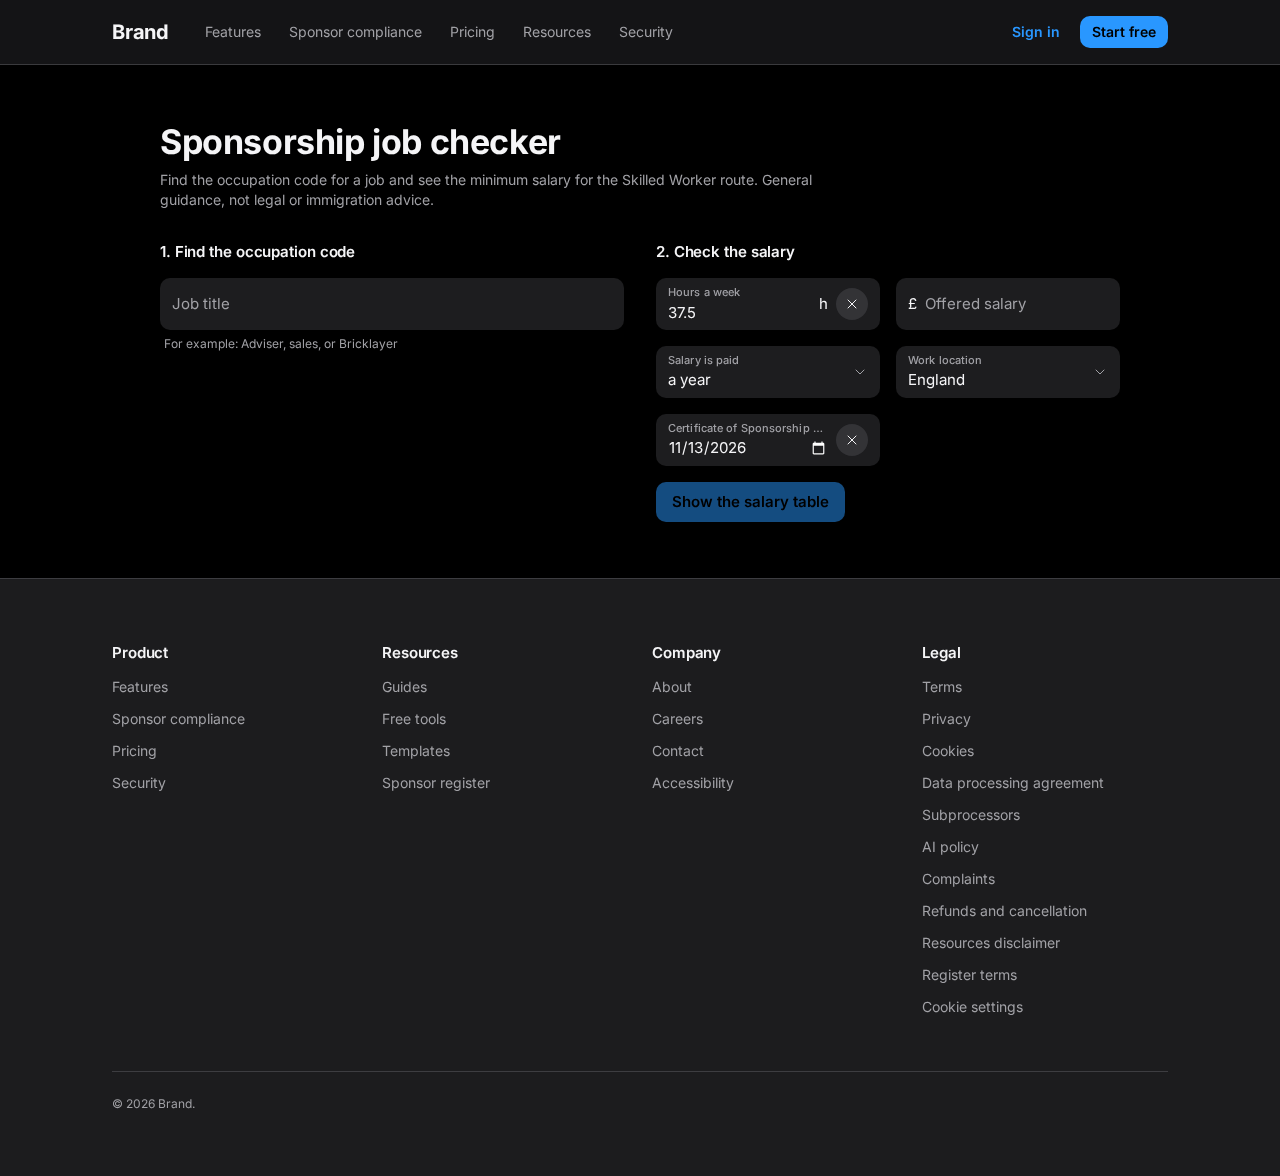 Brand
Features
Sponsor compliance
Pricing
Resources
Security
Sign in
Start free
Sponsorship job checker
Find the occupation code for a job and see the minimum salary for the Skilled Worker route. General
guidance, not legal or immigration advice.
1. Find the occupation code
Job title
For example: Adviser, sales, or Bricklayer
2. Check the salary
Hours a week
37.5
h
£ Offered salary
Salary is paid
a year
Work location
England
Certificate of Sponsorship ...
11/13/2026
Show the salary table
Product
Features
Sponsor compliance
Pricing
Security
Resources
Guides
Free tools
Templates
Sponsor register
Company
About
Careers
Contact
Accessibility
Legal
Terms
Privacy
Cookies
Data processing agreement
Subprocessors
AI policy
Complaints
Refunds and cancellation
Resources disclaimer
Register terms
Cookie settings
© 2026 Brand.